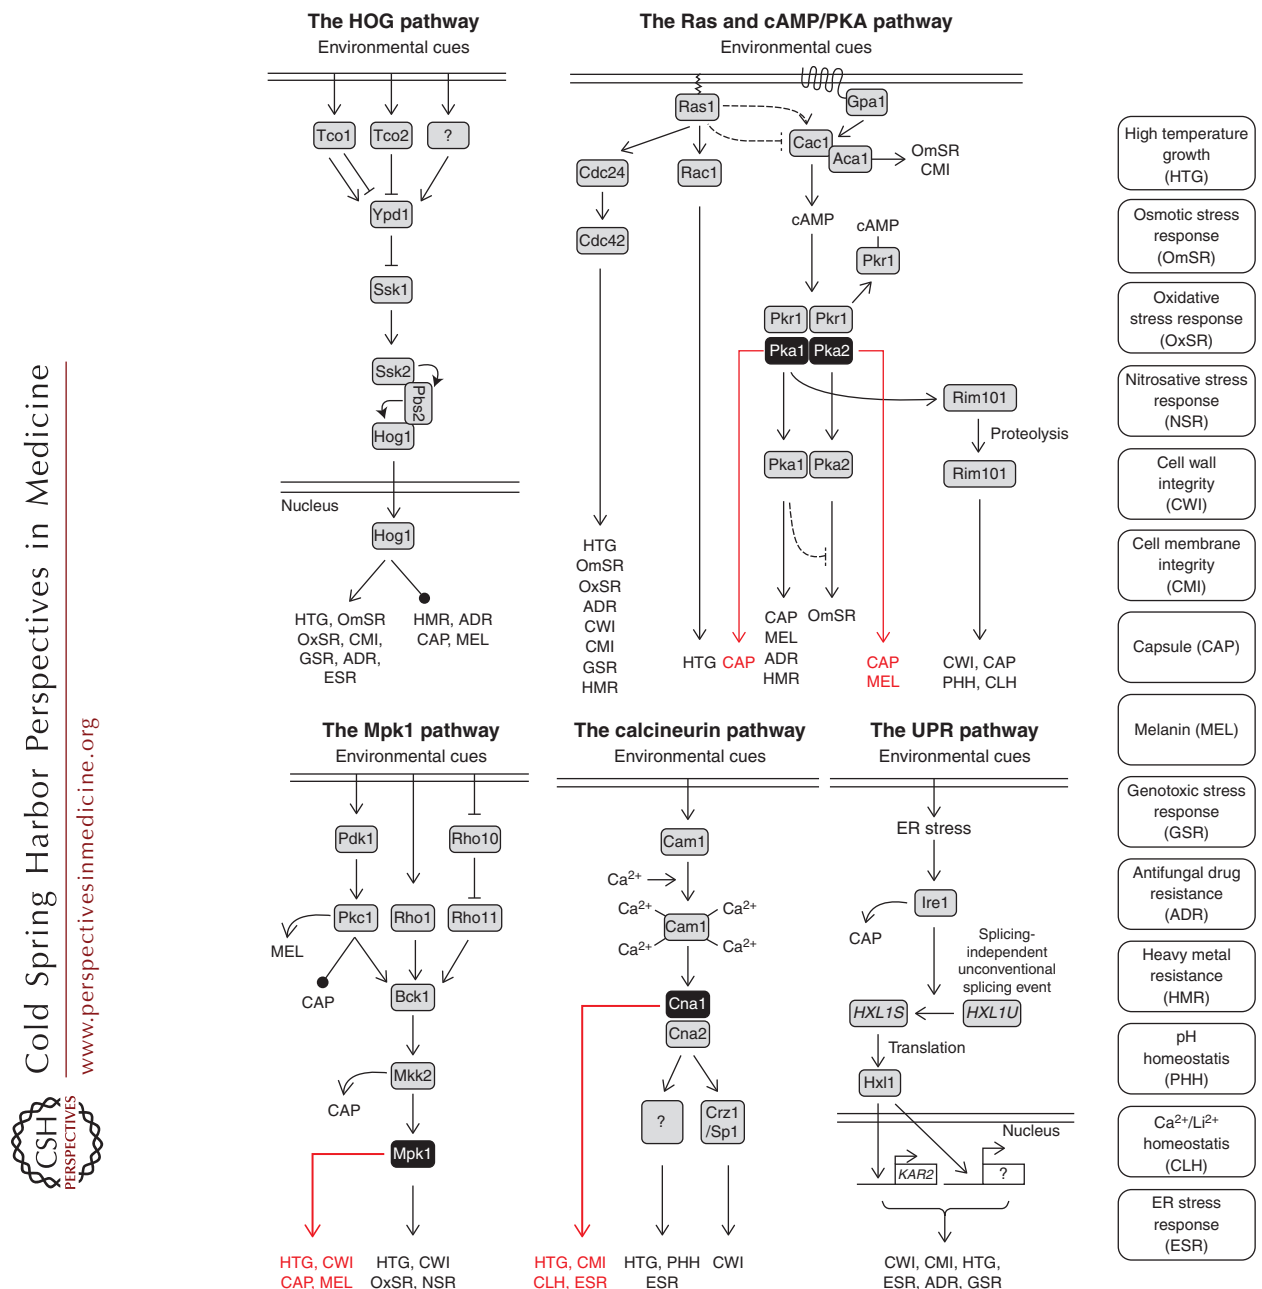 Cold Spring Harbor Perspectives in Medicine
www.perspectivesinmedicine.org
CSH
PERSPECTIVES
The HOG pathway
Environmental cues
Tco1
Tco2
?
Ypd1
Ssk1
Ssk2
Pbs2
Hog1
Nucleus
Hog1
HTG, OmSR
OxSR, CMI,
GSR, ADR,
ESR
HMR, ADR
CAP, MEL
The Ras and cAMP/PKA pathway
Environmental cues
Ras1
Gpa1
Cac1
Aca1
OmSR
CMI
Cdc24
Rac1
Cdc42
cAMP
cAMP
Pkr1
Pkr1
Pkr1
Pka1
Pka2
Rim101
Proteolysis
Pka1
Pka2
Rim101
HTG
OmSR
OxSR
ADR
CWI
CMI
GSR
HMR
HTG
CAP
CAP
MEL
ADR
HMR
OmSR
CAP
MEL
CWI, CAP
PHH, CLH
The Mpk1 pathway
Environmental cues
Pdk1
Rho10
Pkc1
Rho1
Rho11
MEL
CAP
Bck1
Mkk2
CAP
Mpk1
HTG, CWI
CAP, MEL
HTG, CWI
OxSR, NSR
The calcineurin pathway
Environmental cues
Cam1
Ca2+
Ca2+
Ca2+
Cam1
Ca2+
Ca2+
Cna1
Cna2
?
Crz1
/Sp1
HTG, CMI
CLH, ESR
HTG, PHH
ESR
CWI
The UPR pathway
Environmental cues
ER stress
Ire1
CAP
Splicing-
independent
unconventional
splicing event
HXL1S
HXL1U
Translation
Hxl1
Nucleus
KAR2
?
CWI, CMI, HTG,
ESR, ADR, GSR
High temperature
growth
(HTG)
Osmotic stress
response
(OmSR)
Oxidative
stress response
(OxSR)
Nitrosative stress
response
(NSR)
Cell wall
integrity
(CWI)
Cell membrane
integrity
(CMI)
Capsule (CAP)
Melanin (MEL)
Genotoxic stress
response
(GSR)
Antifungal drug
resistance
(ADR)
Heavy metal
resistance
(HMR)
pH
homeostatis
(PHH)
Ca2+/Li2+
homeostatis
(CLH)
ER stress
response
(ESR)